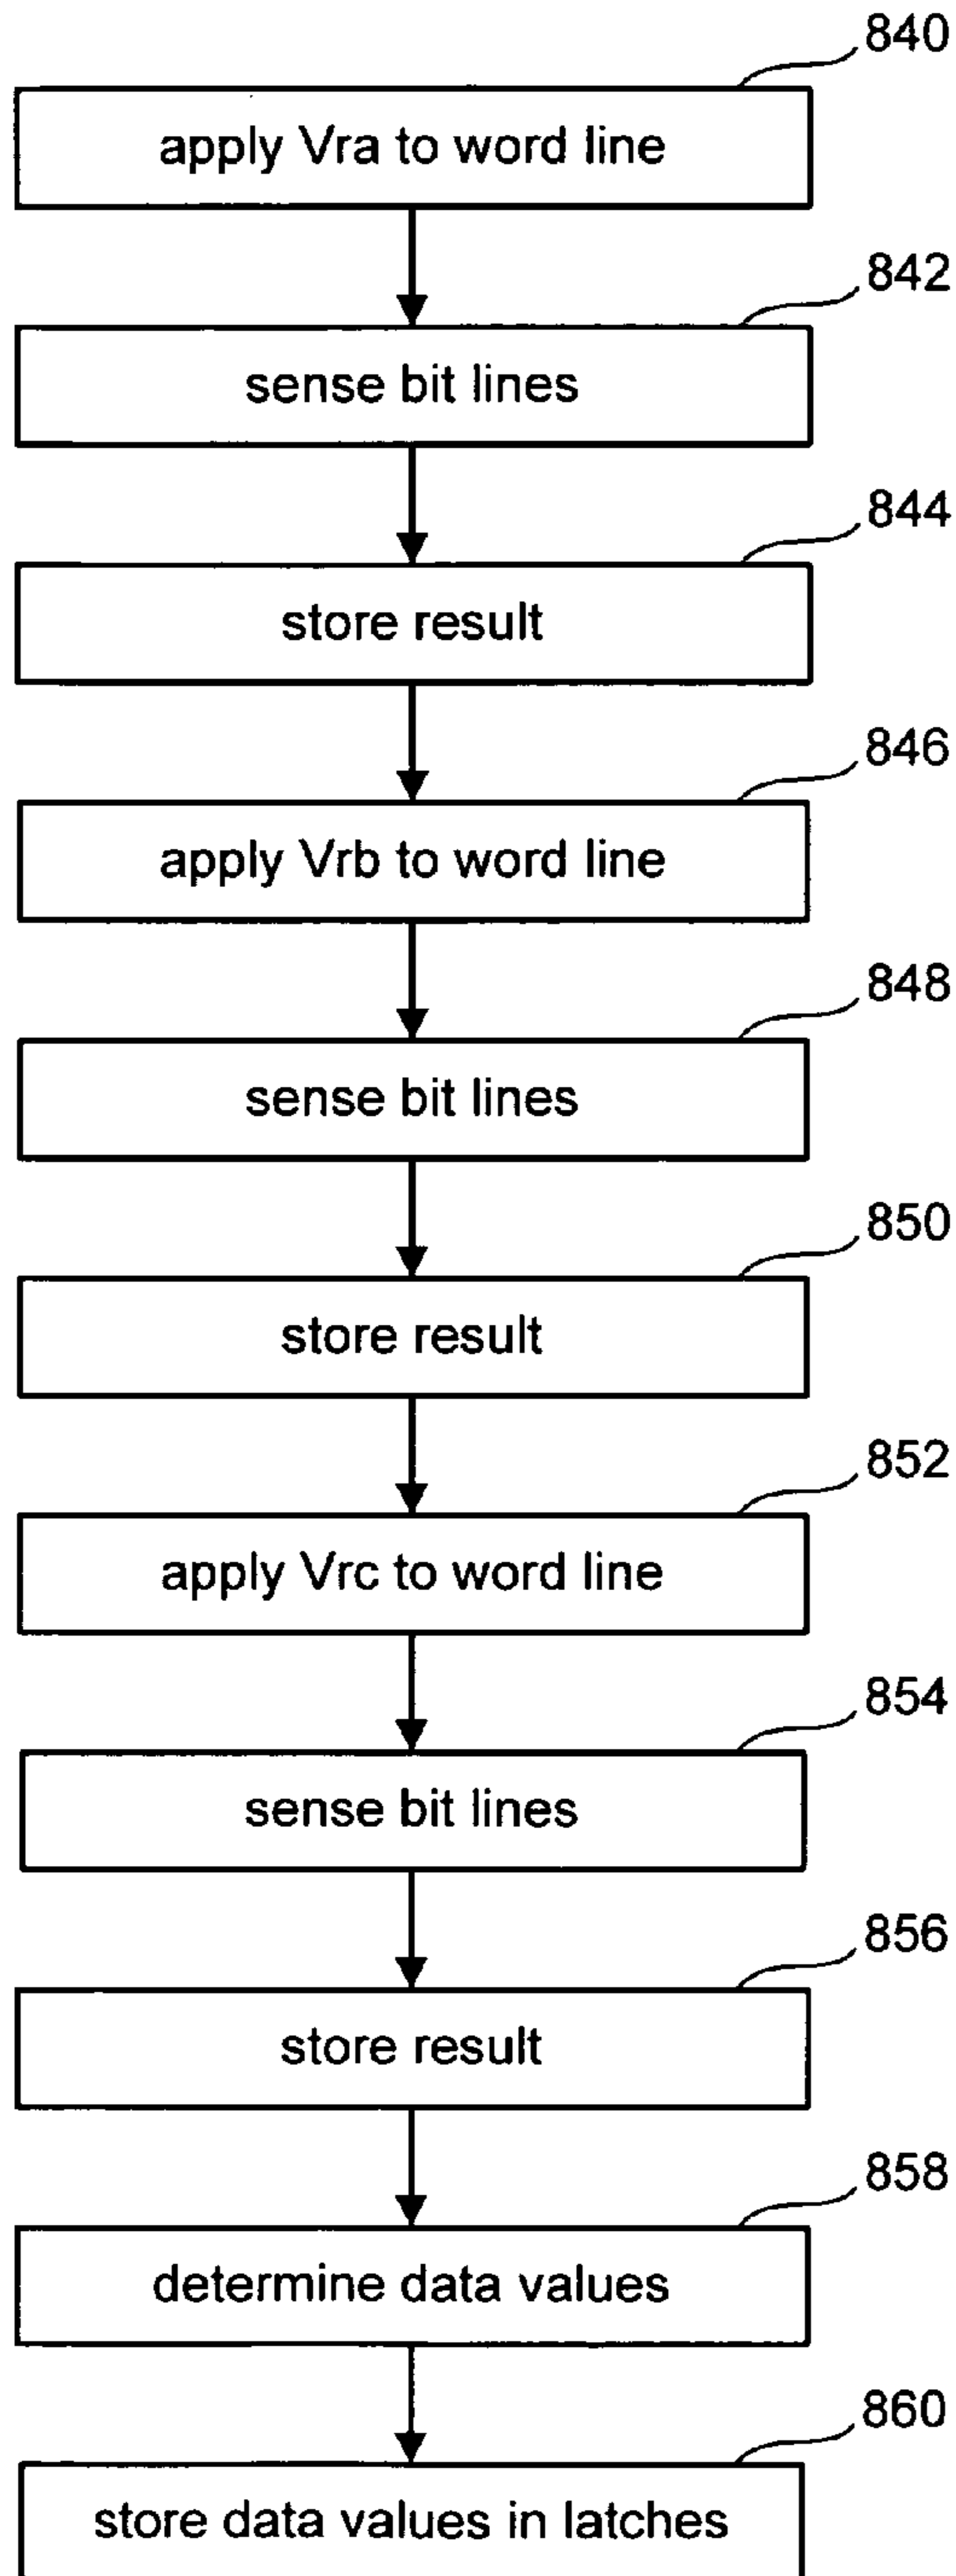 840
apply Vra to word line
842
sense bit lines
844
store result
846
apply Vrb to word line
848
sense bit lines
850
store result
852
apply Vrc to word line
854
sense bit lines
856
store result
858
determine data values
860
store data values in latches